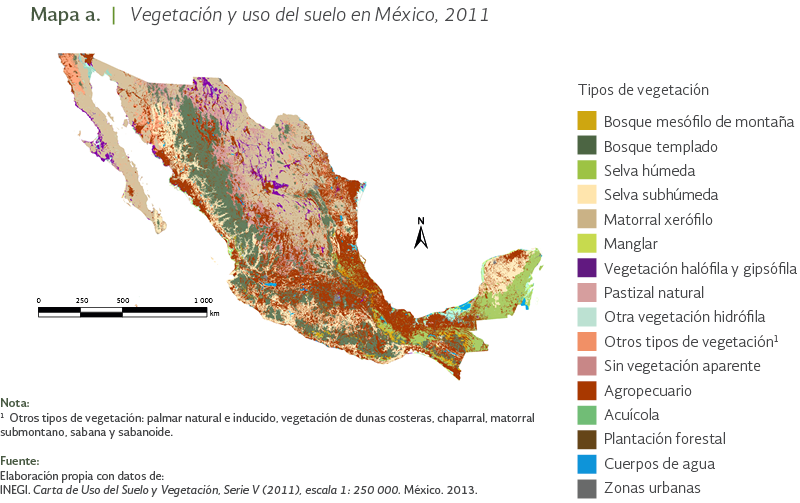 Mapa a. | Vegetación y uso del suelo en México, 2011
Tipos de vegetación
Bosque mesófilo de montaña
Bosque templado
Selva húmeda
Selva subhúmeda
Matorral xerófilo
Manglar
Vegetación halófila y gipsófila
Pastizal natural
Otra vegetación hidrófila
Otros tipos de vegetación¹
Sin vegetación aparente
Agropecuario
Acuícola
Plantación forestal
Cuerpos de agua
Zonas urbanas
N
0 250 500 1 000
km
Nota:
¹ Otros tipos de vegetación: palmar natural e inducido, vegetación de dunas costeras, chaparral, matorral
submontano, sabana y sabanoide.
Fuente:
Elaboración propia con datos de:
INEGI. Carta de Uso del Suelo y Vegetación, Serie V (2011), escala 1: 250 000. México. 2013.